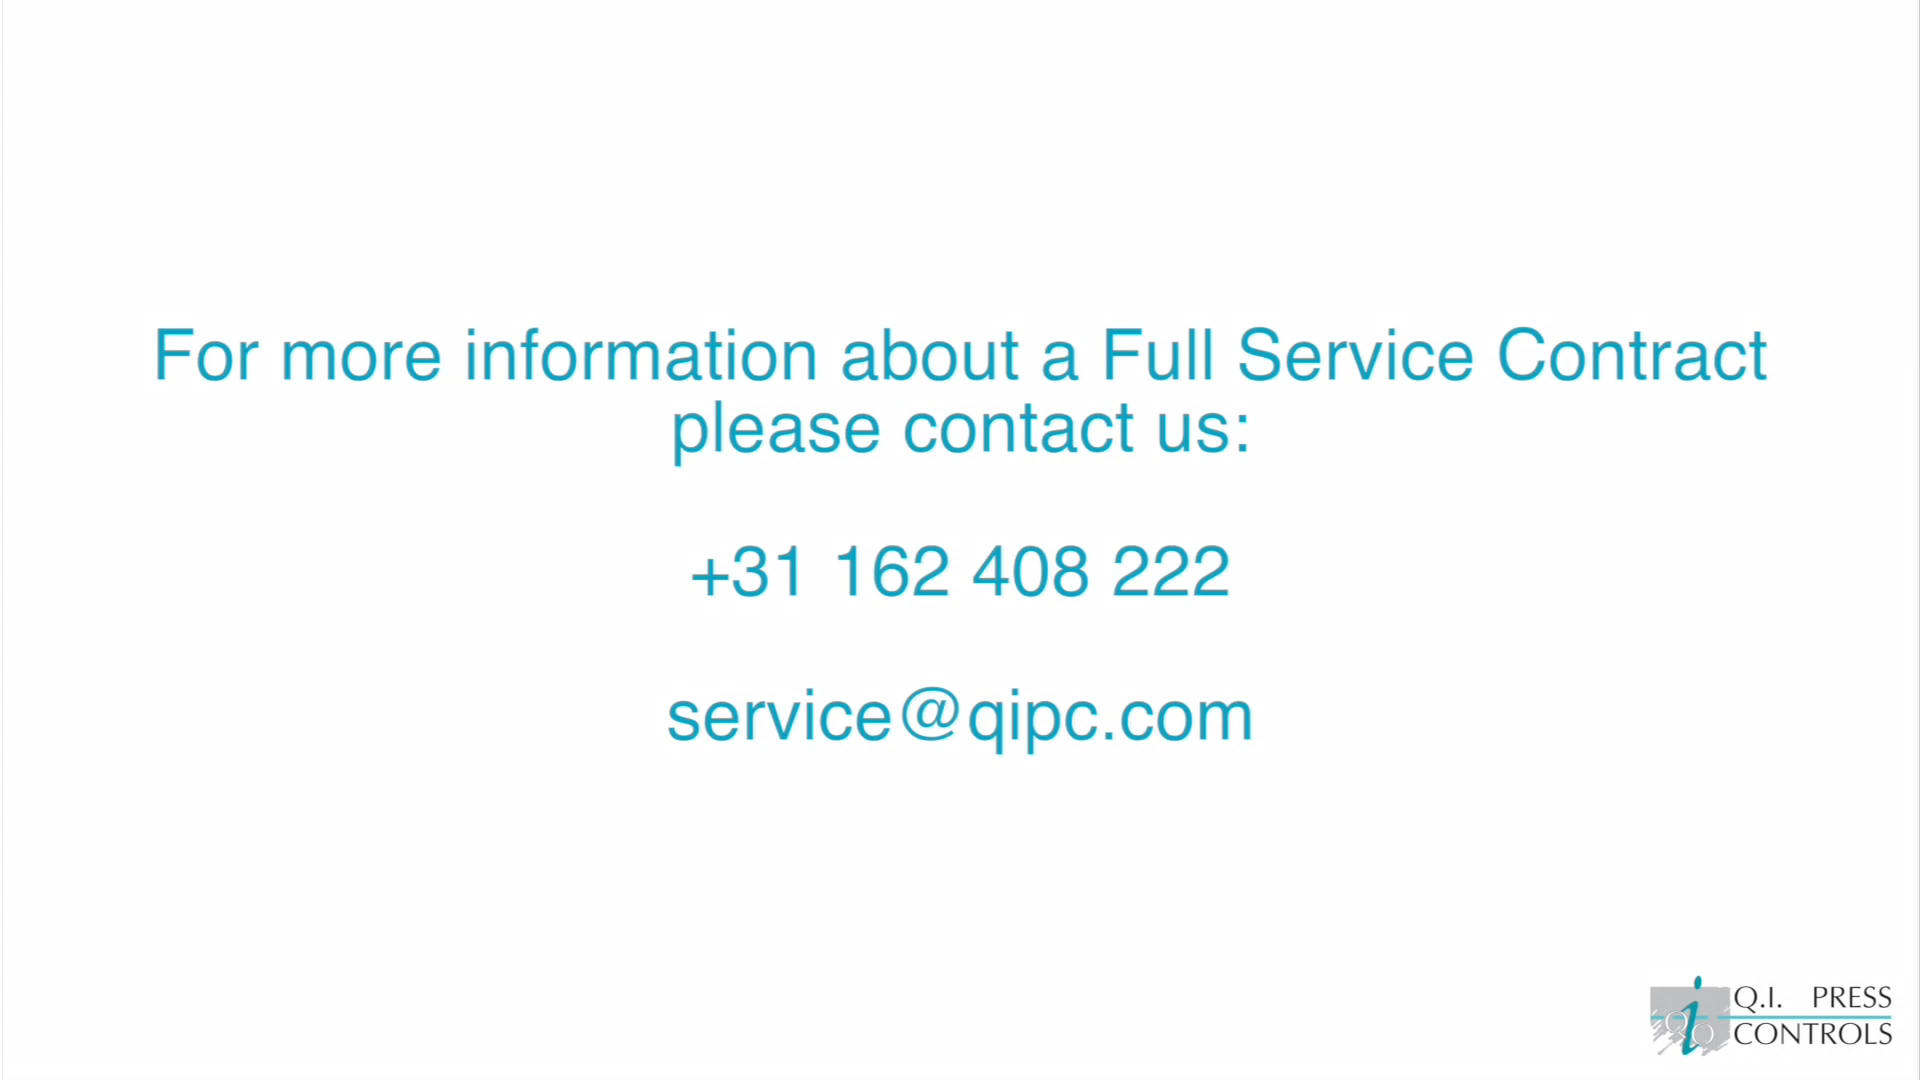 For more information about a Full Service Contract
please contact us:
+31 162 408 222
service@qipc.com
Q.I. PRESS
CONTROLS